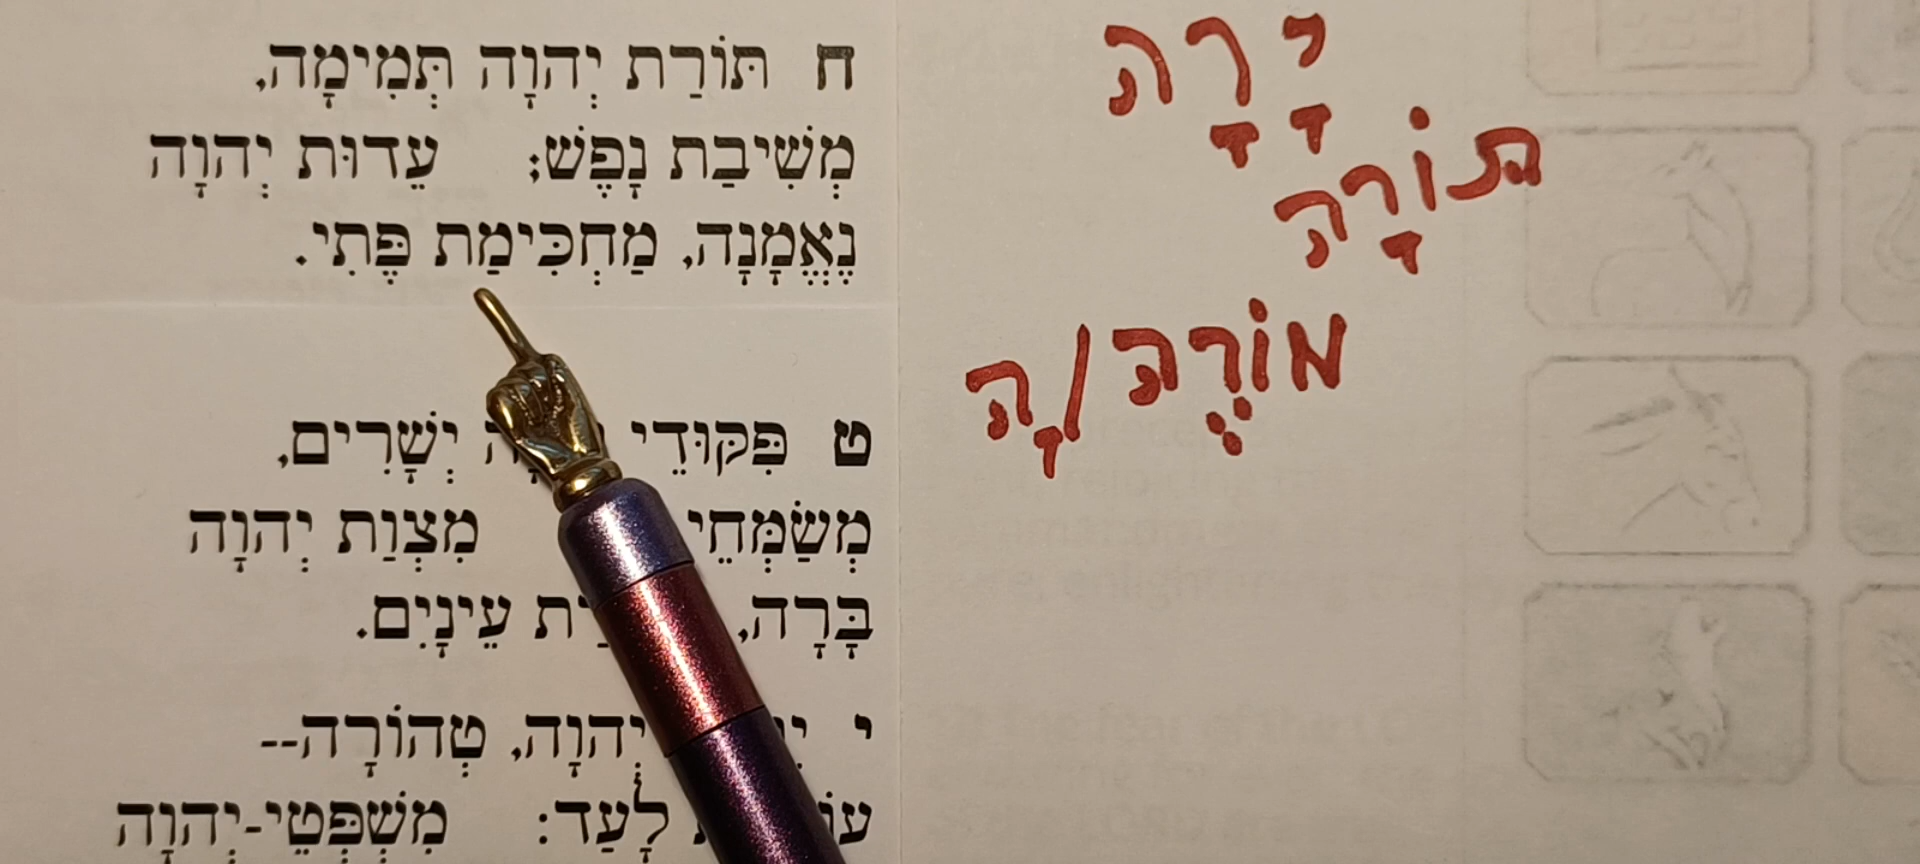 ח תּוֹרַת יְהוָה תְּמִימָה,
מְשִׁיבַת נָפֶשׁ; עֵדוּת יְהוָה
נֶאֱמָנָה, מַחְכִּימַת פֶּתִי.
ט פִּקּוּדֵי יְשָׁרִים,
מְשַׂמְּחֵי מִצְוַת יְהוָה
בָּרָה, עֵינָיִם.
י יְהוָה, טְהוֹרָה--
לָעַד: מִשְׁפְּטֵי-יְהוָה
יָרָה
תּוֹרָה
מוֹרֶה/ָה